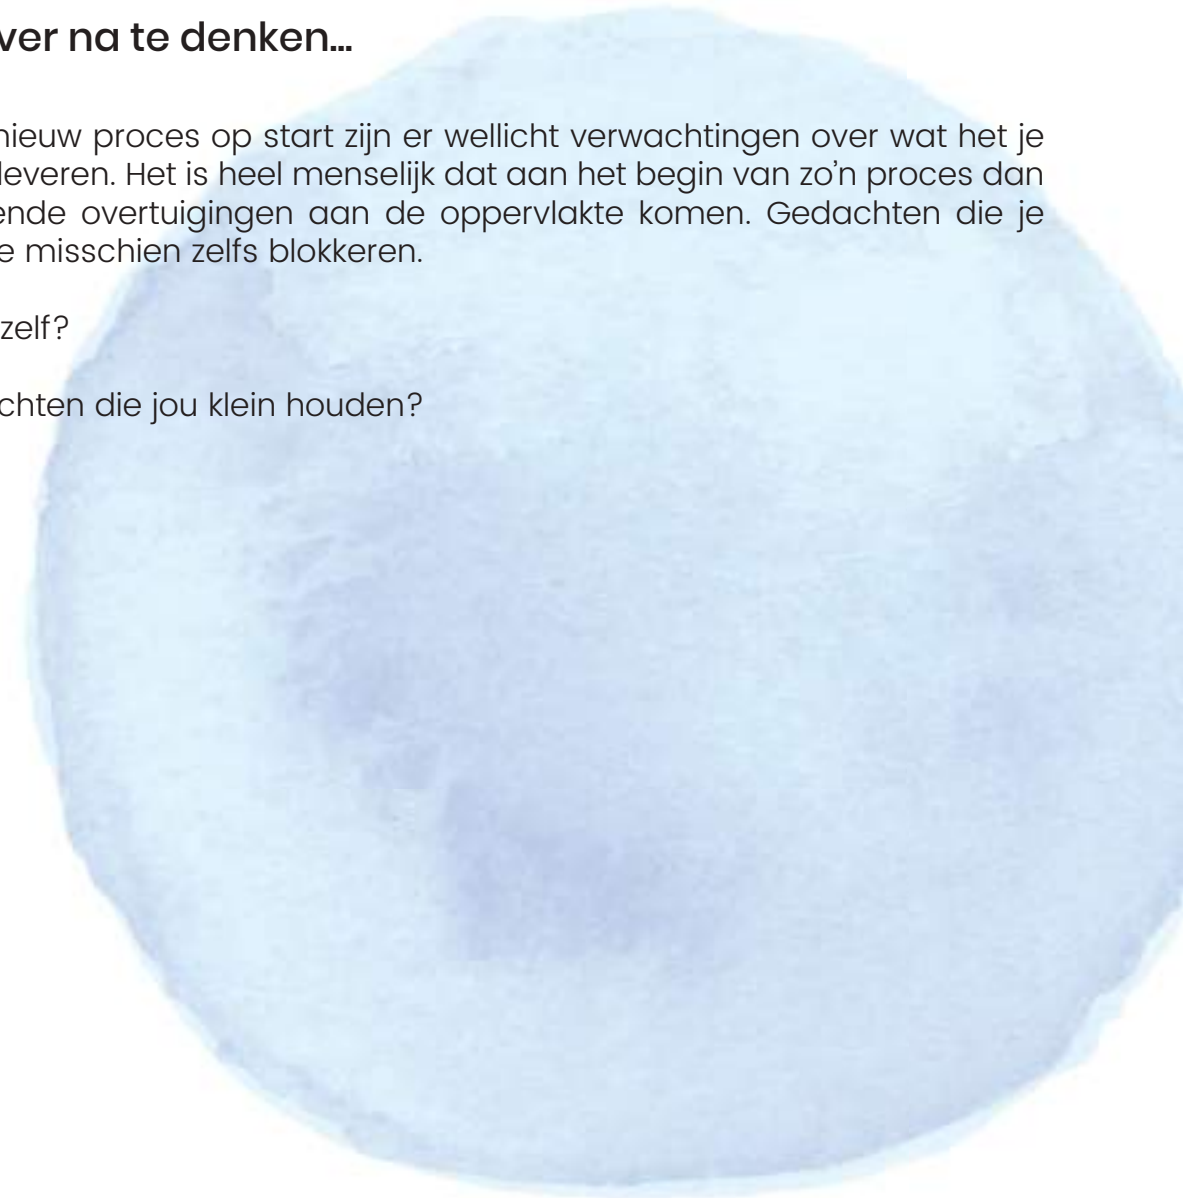 ver na te denken...
nieuw proces op start zijn er wellicht verwachtingen over wat het je
leveren. Het is heel menselijk dat aan het begin van zo’n proces dan
ende overtuigingen aan de oppervlakte komen. Gedachten die je
e misschien zelfs blokkeren.
zelf?
chten die jou klein houden?